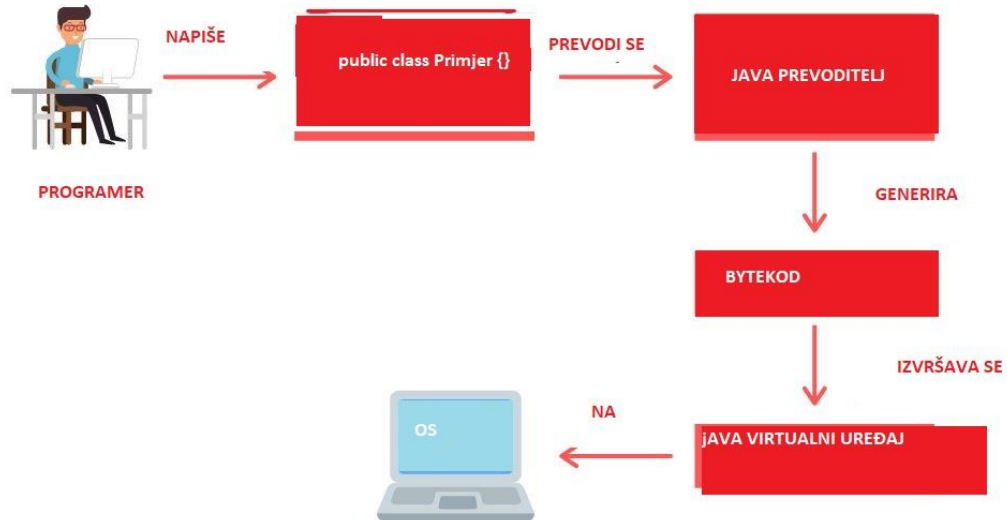 NAPIŠE
public class Primjer {}
PREVODI SE
JAVA PREVODITELJ
PROGRAMER
GENERIRA
BYTEKOD
IZVRŠAVA SE
jAVA VIRTUALNI UREĐAJ
NA
OS